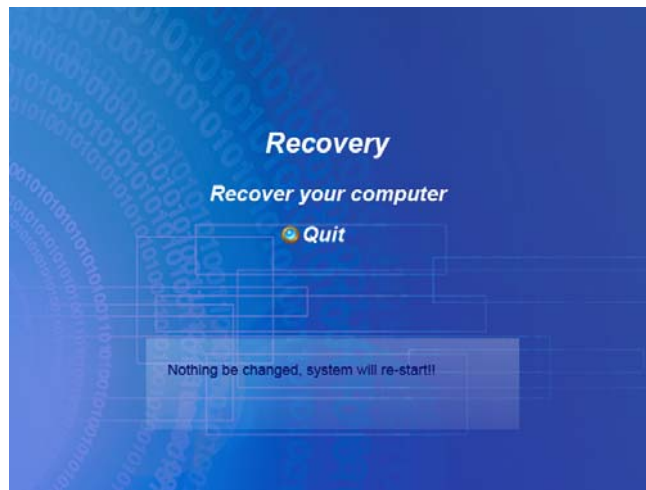 Recovery
Recover your computer
Quit
Nothing be changed, system will re-start!!